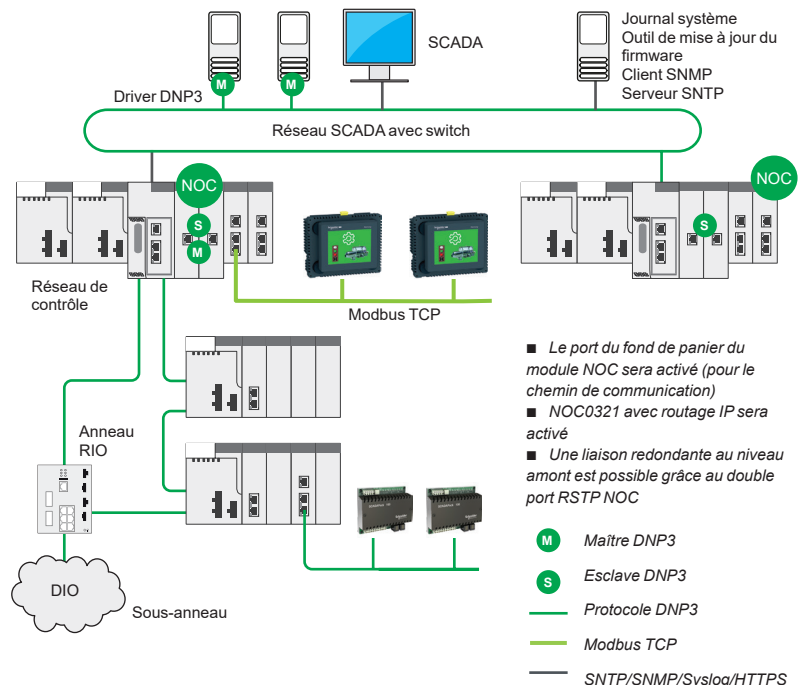 Journal système
Outil de mise à jour du
firmware
Client SNMP
Serveur SNTP
SCADA
M
M
Driver DNP3
Réseau SCADA avec switch
NOC
NOC
S
M
S
Réseau de
contrôle
Modbus TCP
■ Le port du fond de panier du
module NOC sera activé (pour le
chemin de communication)
■ NOC0321 avec routage IP sera
activé
■ Une liaison redondante au niveau
amont est possible grâce au double
port RSTP NOC
Anneau
RIO
DIO
Sous-anneau
M Maître DNP3
S Esclave DNP3
Protocole DNP3
Modbus TCP
SNTP/SNMP/Syslog/HTTPS